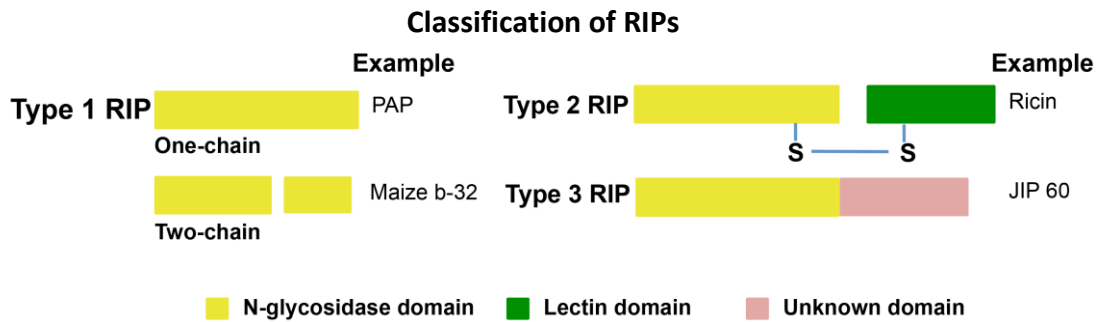 Classification of RIPs
Example
Example
Type 1 RIP
PAP
One-chain
Maize b-32
Two-chain
Type 2 RIP
Ricin
S
S
Type 3 RIP
JIP 60
N-glycosidase domain
Lectin domain
Unknown domain